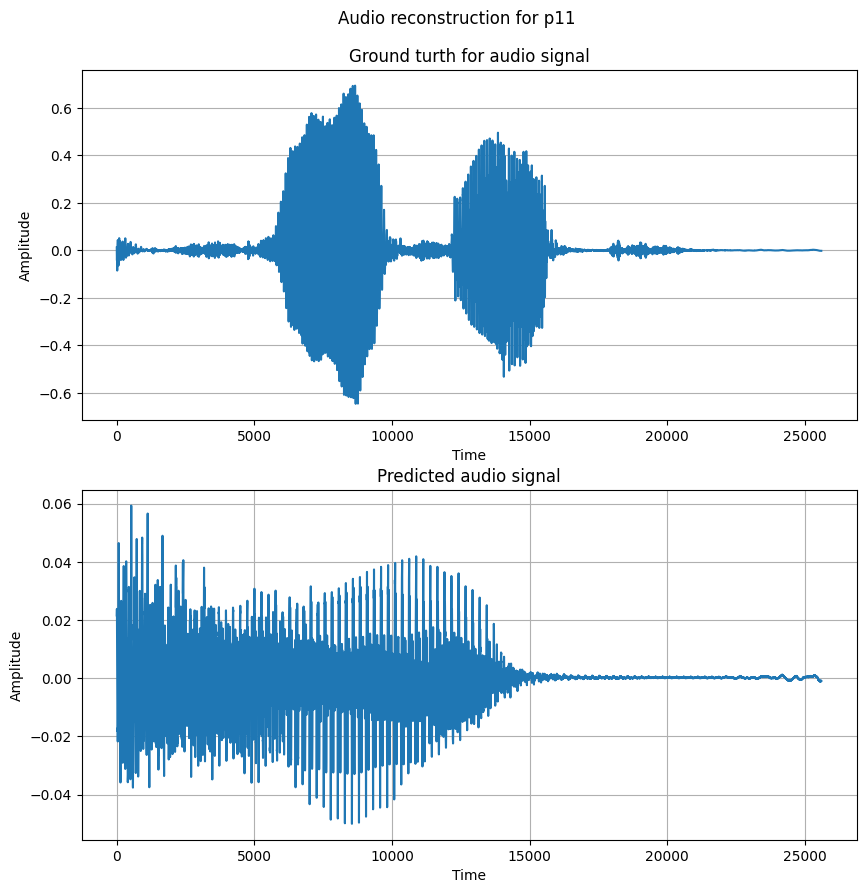 Audio reconstruction for p11
Ground turth for audio signal
0.6
0.4
0.2
0.0
−0.2
−0.4
−0.6
Amplitude
0 5000 10000 15000 20000 25000
Time
Predicted audio signal
0.06
0.04
0.02
0.00
−0.02
−0.04
Amplitude
0 5000 10000 15000 20000 25000
Time